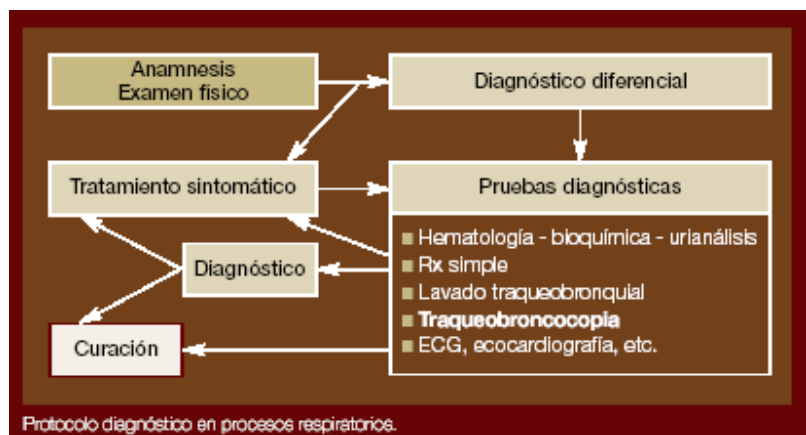 Anamnesis
Examen físico
Diagnóstico diferencial
Tratamiento sintomático
Pruebas diagnósticas
Hematología - bioquímica - urianálisis
Rx simple
Lavado traqueobronquial
Traqueobroncocopia
ECG, ecocardiografía, etc.
Diagnóstico
Curación
Protocolo diagnóstico en procesos respiratorios.